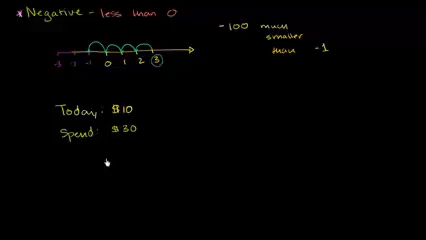 * Negative - less than 0
-100 much
smaller
than -1
-3 -2 -1 0 1 2 3
Today: $10
Spend: $30